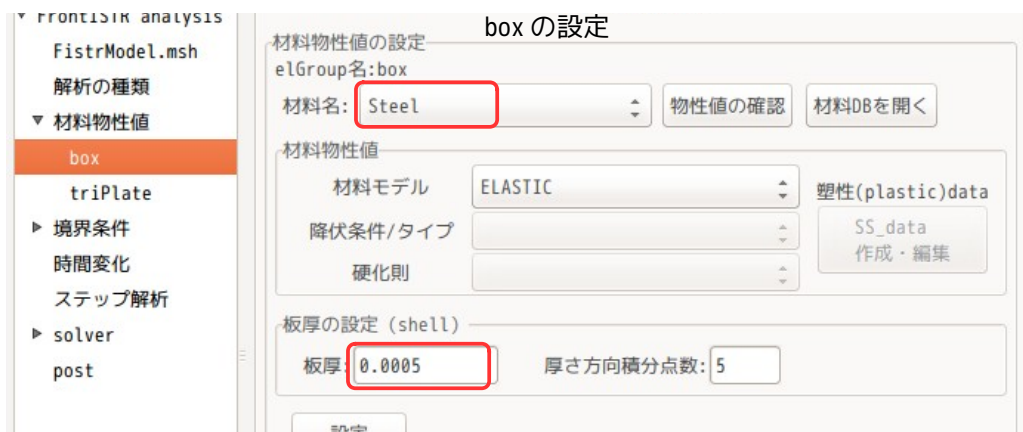 FrontISTR analysis
FistrModel.msh
解析の種類
材料物性値
box
triPlate
境界条件
時間変化
ステップ解析
solver
post
box の設定
材料物性値の設定
elGroup名:box
材料名: Steel 物性値の確認 材料DBを開く
材料物性値
材料モデル ELASTIC 塑性(plastic)data
降伏条件/タイプ SS_data
作成・編集
硬化則
板厚の設定 (shell)
板厚: 0.0005 厚さ方向積分点数: 5
設定